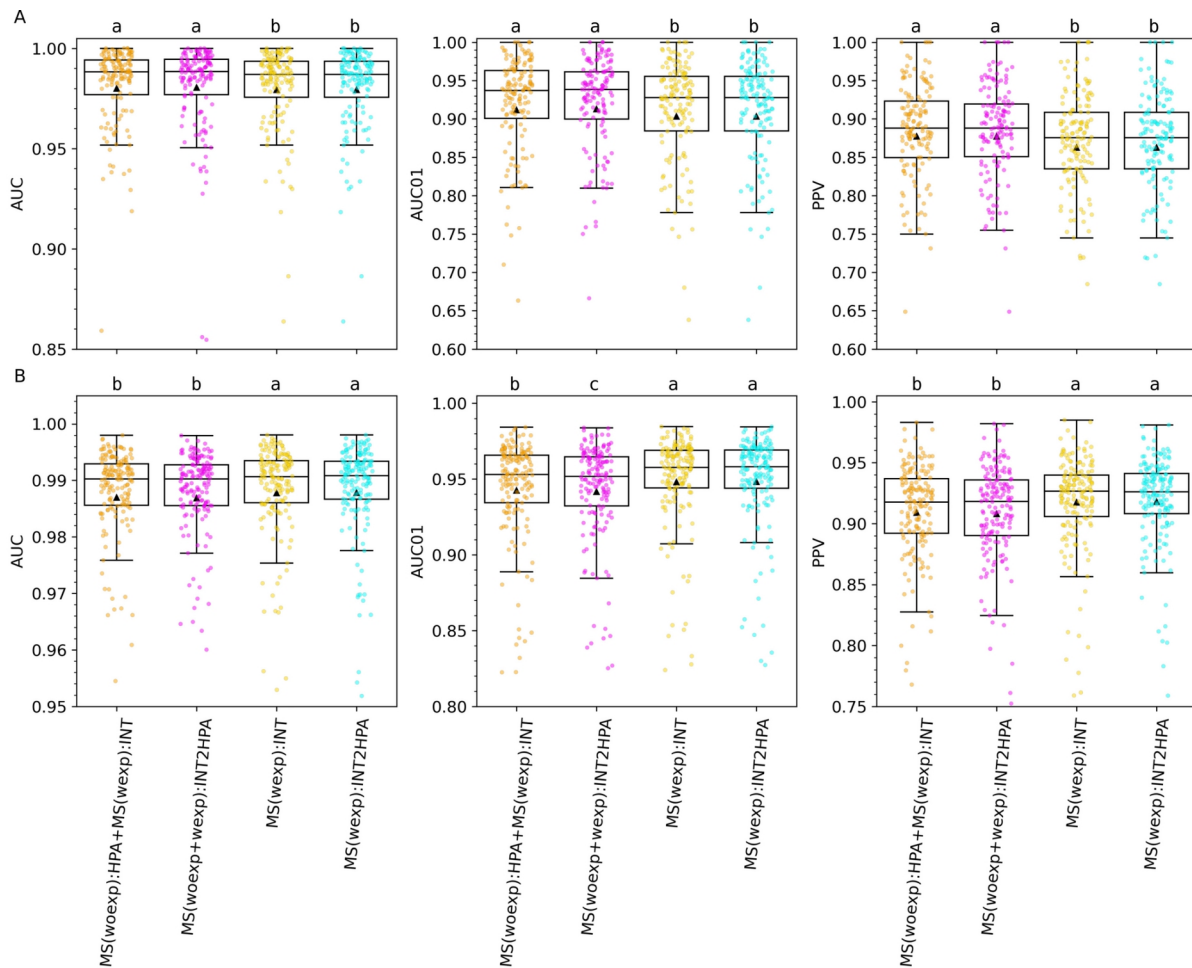 A
a a b b
1.00
0.95
0.90
0.85
AUC
a a b b
1.00
0.95
0.90
0.85
0.80
0.75
0.70
0.65
0.60
AUC01
a a b b
1.00
0.95
0.90
0.85
0.80
0.75
0.70
0.65
0.60
PPV
B
b b a a
1.00
0.99
0.98
0.97
0.96
0.95
AUC
MS(woexp):HPA+MS(wexp):INT
MS(woexp+wexp):INT2HPA
MS(wexp):INT
MS(wexp):INT2HPA
b c a a
1.00
0.95
0.90
0.85
0.80
AUC01
MS(woexp):HPA+MS(wexp):INT
MS(woexp+wexp):INT2HPA
MS(wexp):INT
MS(wexp):INT2HPA
b b a a
1.00
0.95
0.90
0.85
0.80
0.75
PPV
MS(woexp):HPA+MS(wexp):INT
MS(woexp+wexp):INT2HPA
MS(wexp):INT
MS(wexp):INT2HPA